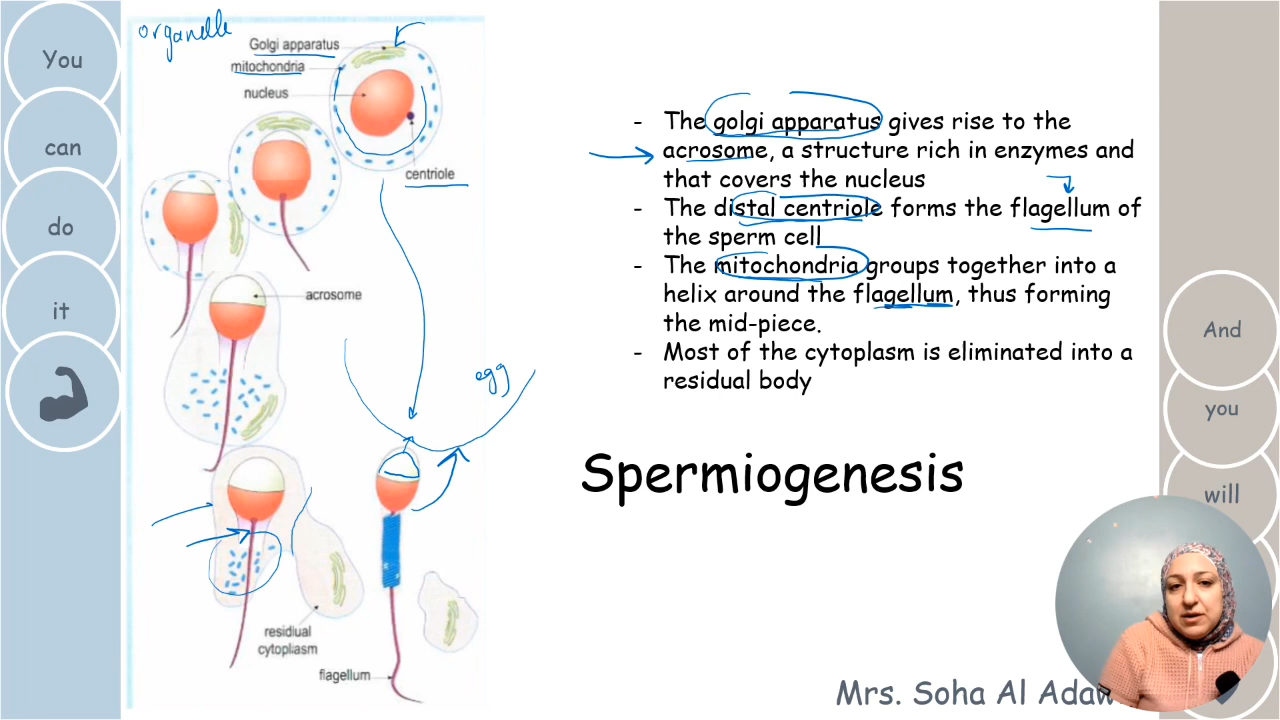 You
can
do
it
organelle
Golgi apparatus
mitochondria
nucleus
centriole
acrosome
egg
residual
cytoplasm
flagellum
- The golgi apparatus gives rise to the
acrosome, a structure rich in enzymes and
that covers the nucleus
- The distal centriole forms the flagellum of
the sperm cell
- The mitochondria groups together into a
helix around the flagellum, thus forming
the mid-piece.
- Most of the cytoplasm is eliminated into a
residual body
Spermiogenesis
And
you
will
Mrs. Soha Al